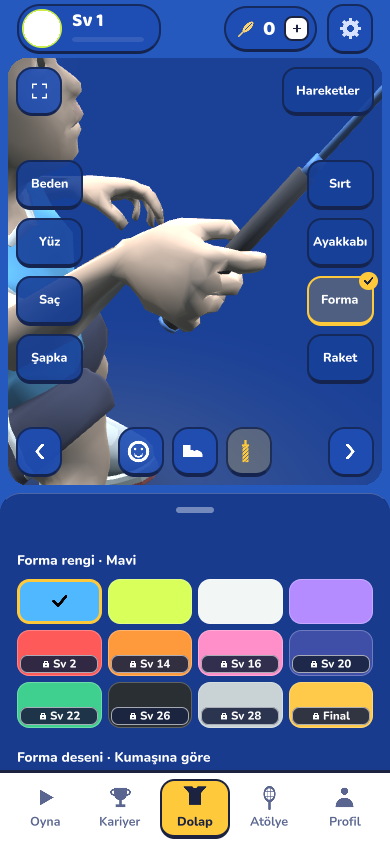 Sv 1
0
+
Hareketler
Beden
Sırt
Yüz
Ayakkabı
Saç
Forma
Şapka
Raket
Forma rengi · Mavi
Sv 2
Sv 14
Sv 16
Sv 20
Sv 22
Sv 26
Sv 28
Final
Forma deseni · Kumaşına göre
Oyna
Kariyer
Dolap
Atölye
Profil